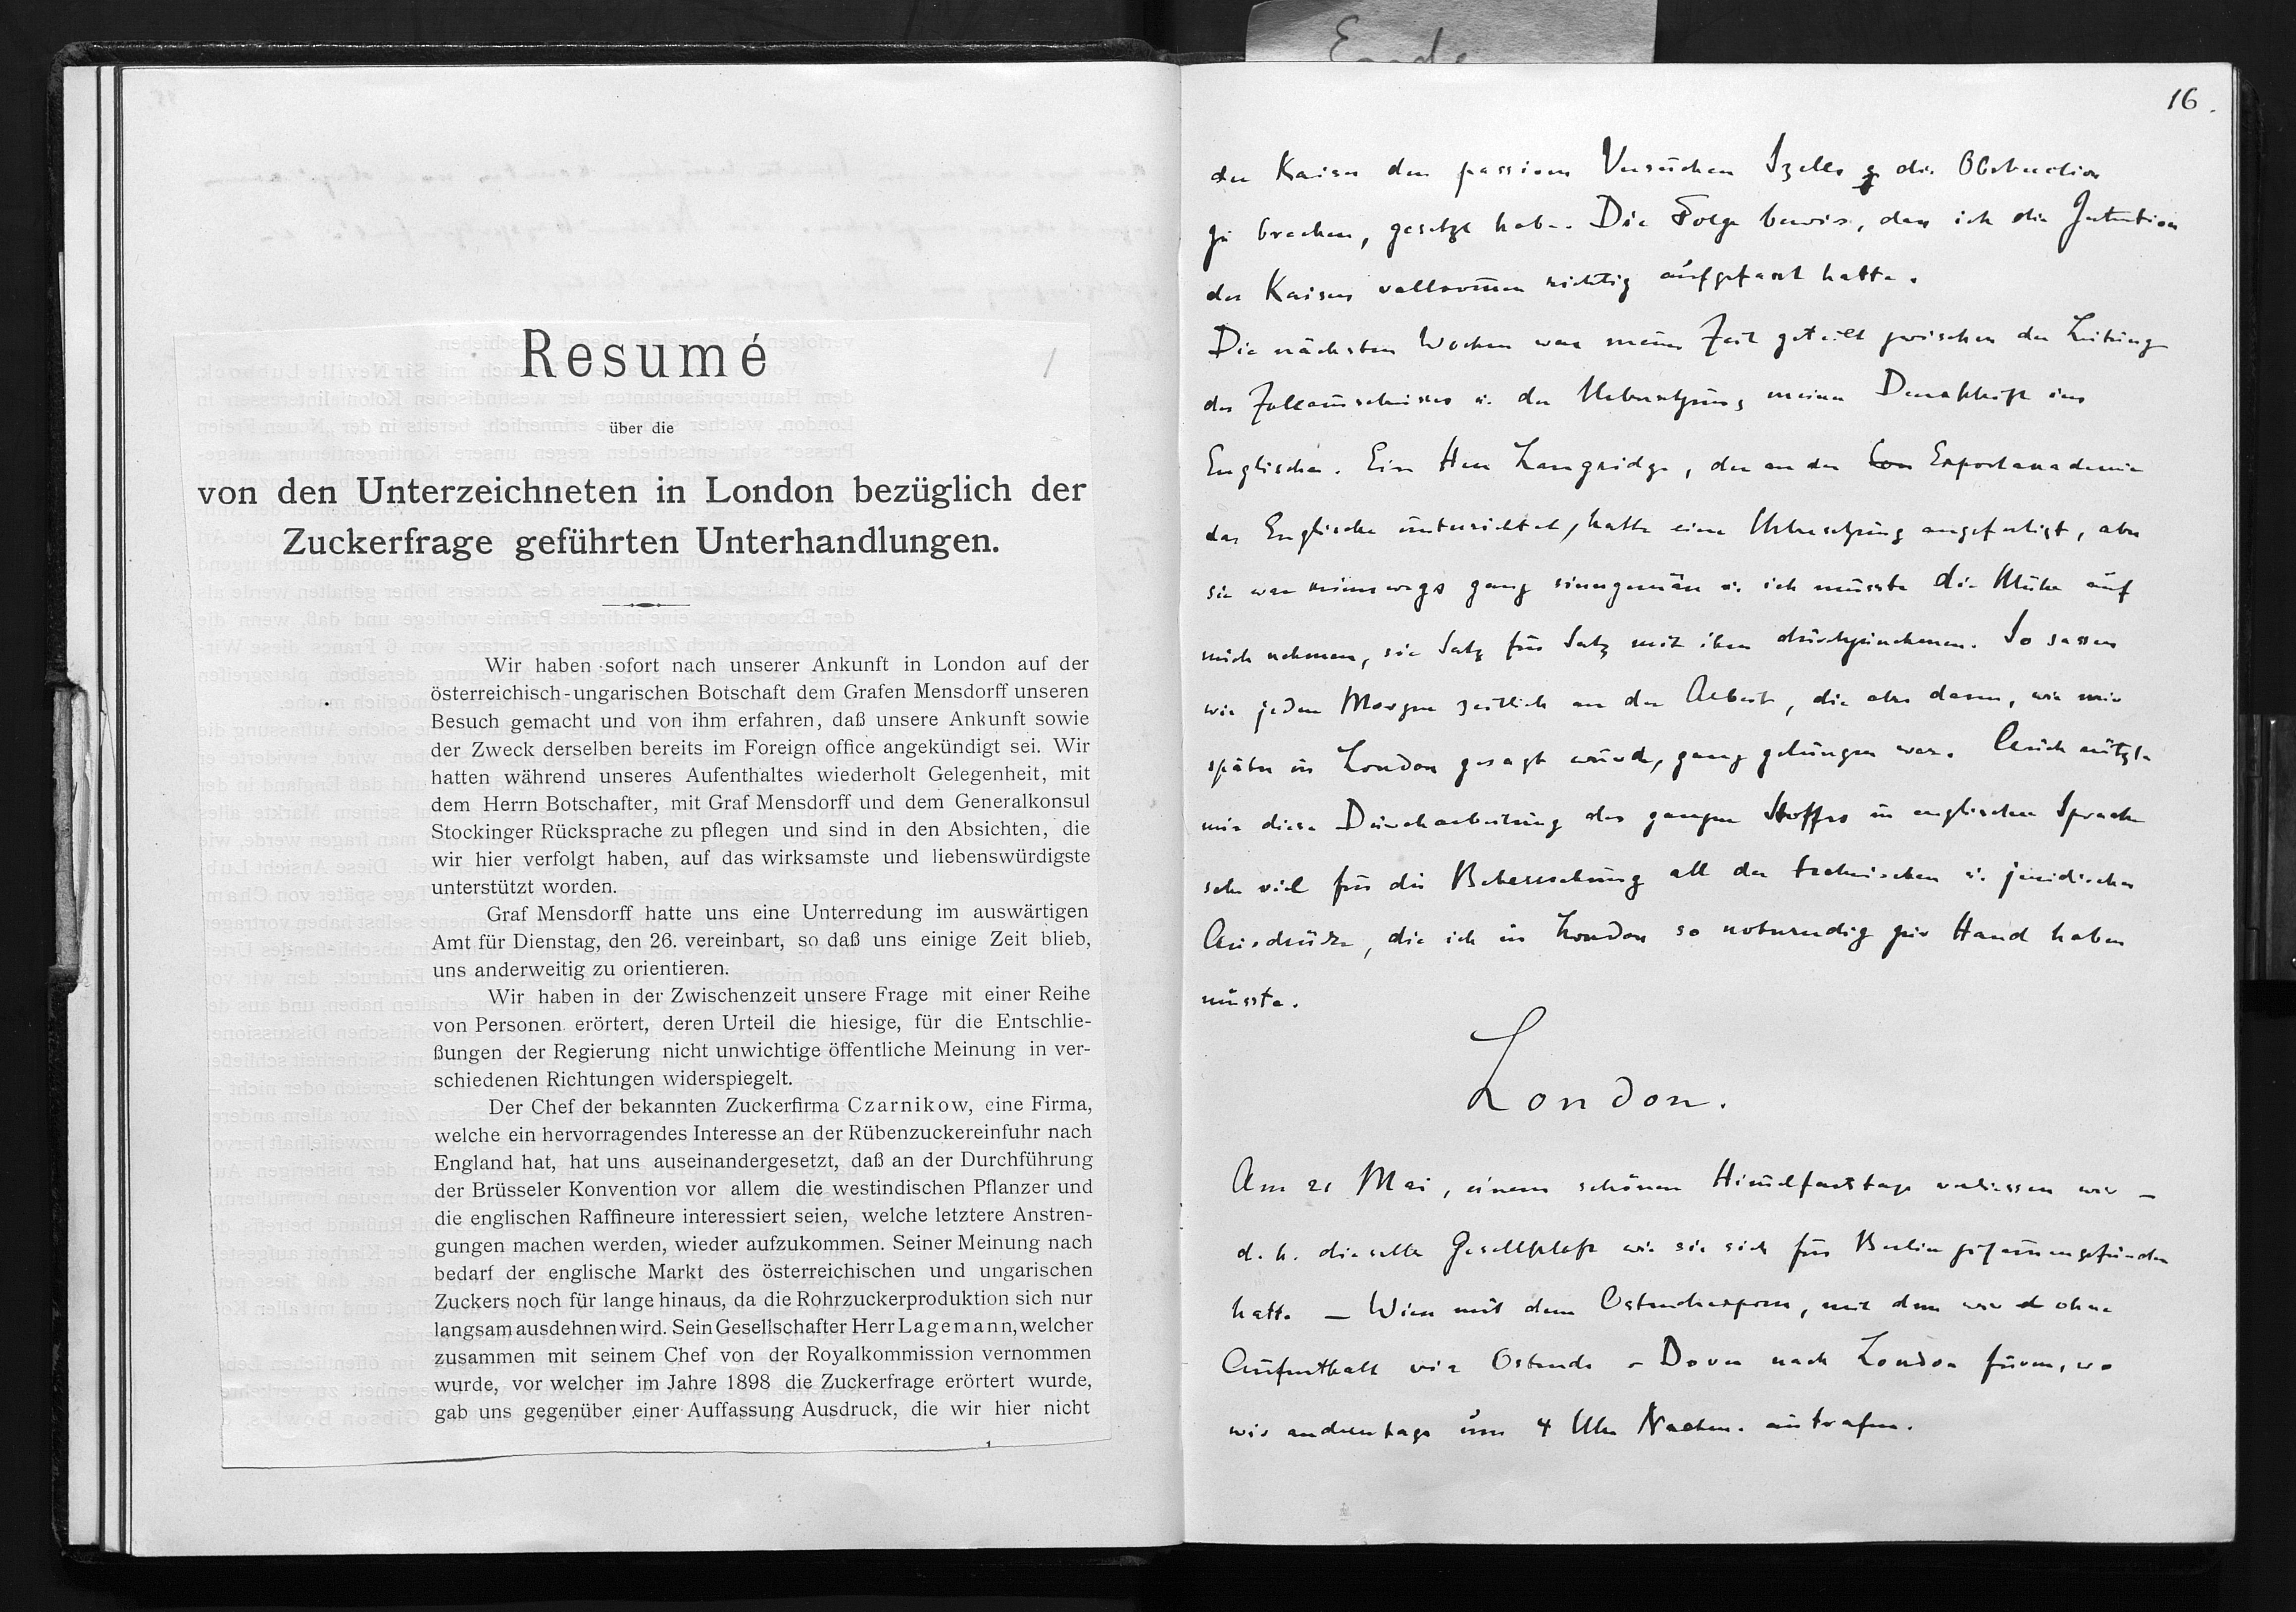 Ende
Resumé
1
über die
von den Unterzeichneten in London bezüglich der
Zuckerfrage geführten Unterhandlungen.
Wir haben sofort nach unserer Ankunft in London auf der
österreichisch-ungarischen Botschaft dem Grafen Mensdorff unseren
Besuch gemacht und von ihm erfahren, daß unsere Ankunft sowie
der Zweck derselben bereits im Foreign office angekündigt sei. Wir
hatten während unseres Aufenthaltes wiederholt Gelegenheit, mit
dem Herrn Botschafter, mit Graf Mensdorff und dem Generalkonsul
Stockinger Rücksprache zu pflegen und sind in den Absichten, die
wir hier verfolgt haben, auf das wirksamste und liebenswürdigste
unterstützt worden.
Graf Mensdorff hatte uns eine Unterredung im auswärtigen
Amt für Dienstag, den 26. vereinbart, so daß uns einige Zeit blieb,
uns anderweitig zu orientieren.
Wir haben in der Zwischenzeit unsere Frage mit einer Reihe
von Personen erörtert, deren Urteil die hiesige, für die Entschlie-
ßungen der Regierung nicht unwichtige öffentliche Meinung in ver-
schiedenen Richtungen widerspiegelt.
Der Chef der bekannten Zuckerfirma Czarnikow, eine Firma,
welche ein hervorragendes Interesse an der Rübenzuckereinfuhr nach
England hat, hat uns auseinandergesetzt, daß an der Durchführung
der Brüsseler Konvention vor allem die westindischen Pflanzer und
die englischen Raffineure interessiert seien, welche letztere Anstren-
gungen machen werden, wieder aufzukommen. Seiner Meinung nach
bedarf der englische Markt des österreichischen und ungarischen
Zuckers noch für lange hinaus, da die Rohrzuckerproduktion sich nur
langsam ausdehnen wird. Sein Gesellschafter Herr Lagemann, welcher
zusammen mit seinem Chef von der Royalkommission vernommen
wurde, vor welcher im Jahre 1898 die Zuckerfrage erörtert wurde,
gab uns gegenüber einer Auffassung Ausdruck, die wir hier nicht
16.
der Kaiser den passiven Versuchen Szells die Obstruction
zu brechen, gesetzt habe. Die Folge bewies, dass ich die Intention
des Kaisers vollkommen richtig aufgefasst hatte.
Die nächsten Wochen war meine Zeit geteilt zwischen der Leitung
des Zollausschusses u. der Uebersetzung meiner Denkschrift ins
Englische. Ein Herr Langridge, der an der Con Exportakademie
das Englische unterrichtet, hatte eine Uebersetzung angefertigt, aber
sie war keineswegs ganz sinngemäss u. ich musste die Mühe auf
mich nehmen, sie Satz für Satz mit ihm durchzunehmen. So sassen
wir jeden Morgen zeitlich an der Arbeit, die aber dann, wie mir
später in London gesagt wurde, ganz gelungen war. Auch nützte
mir diese Durcharbeitung des ganzen Stoffes in englischer Sprache
sehr viel für die Beherrschung all der technischen u. juridischen
Ausdrücke, die ich in London so notwendig zur Hand haben
musste.
London.
Am 21 Mai, einem schönen Himmelfahrtstage verliessen wir –
d. h. dieselbe Gesellschaft wie sie sich für Berlin zusammengefunden
hatte – Wien mit dem Ostendexpress, mit dem wir d ohne
Aufenthalt via Ostende - Dover nach London fuhren, wo
wir andertags um 4 Uhr Nachm. eintrafen.